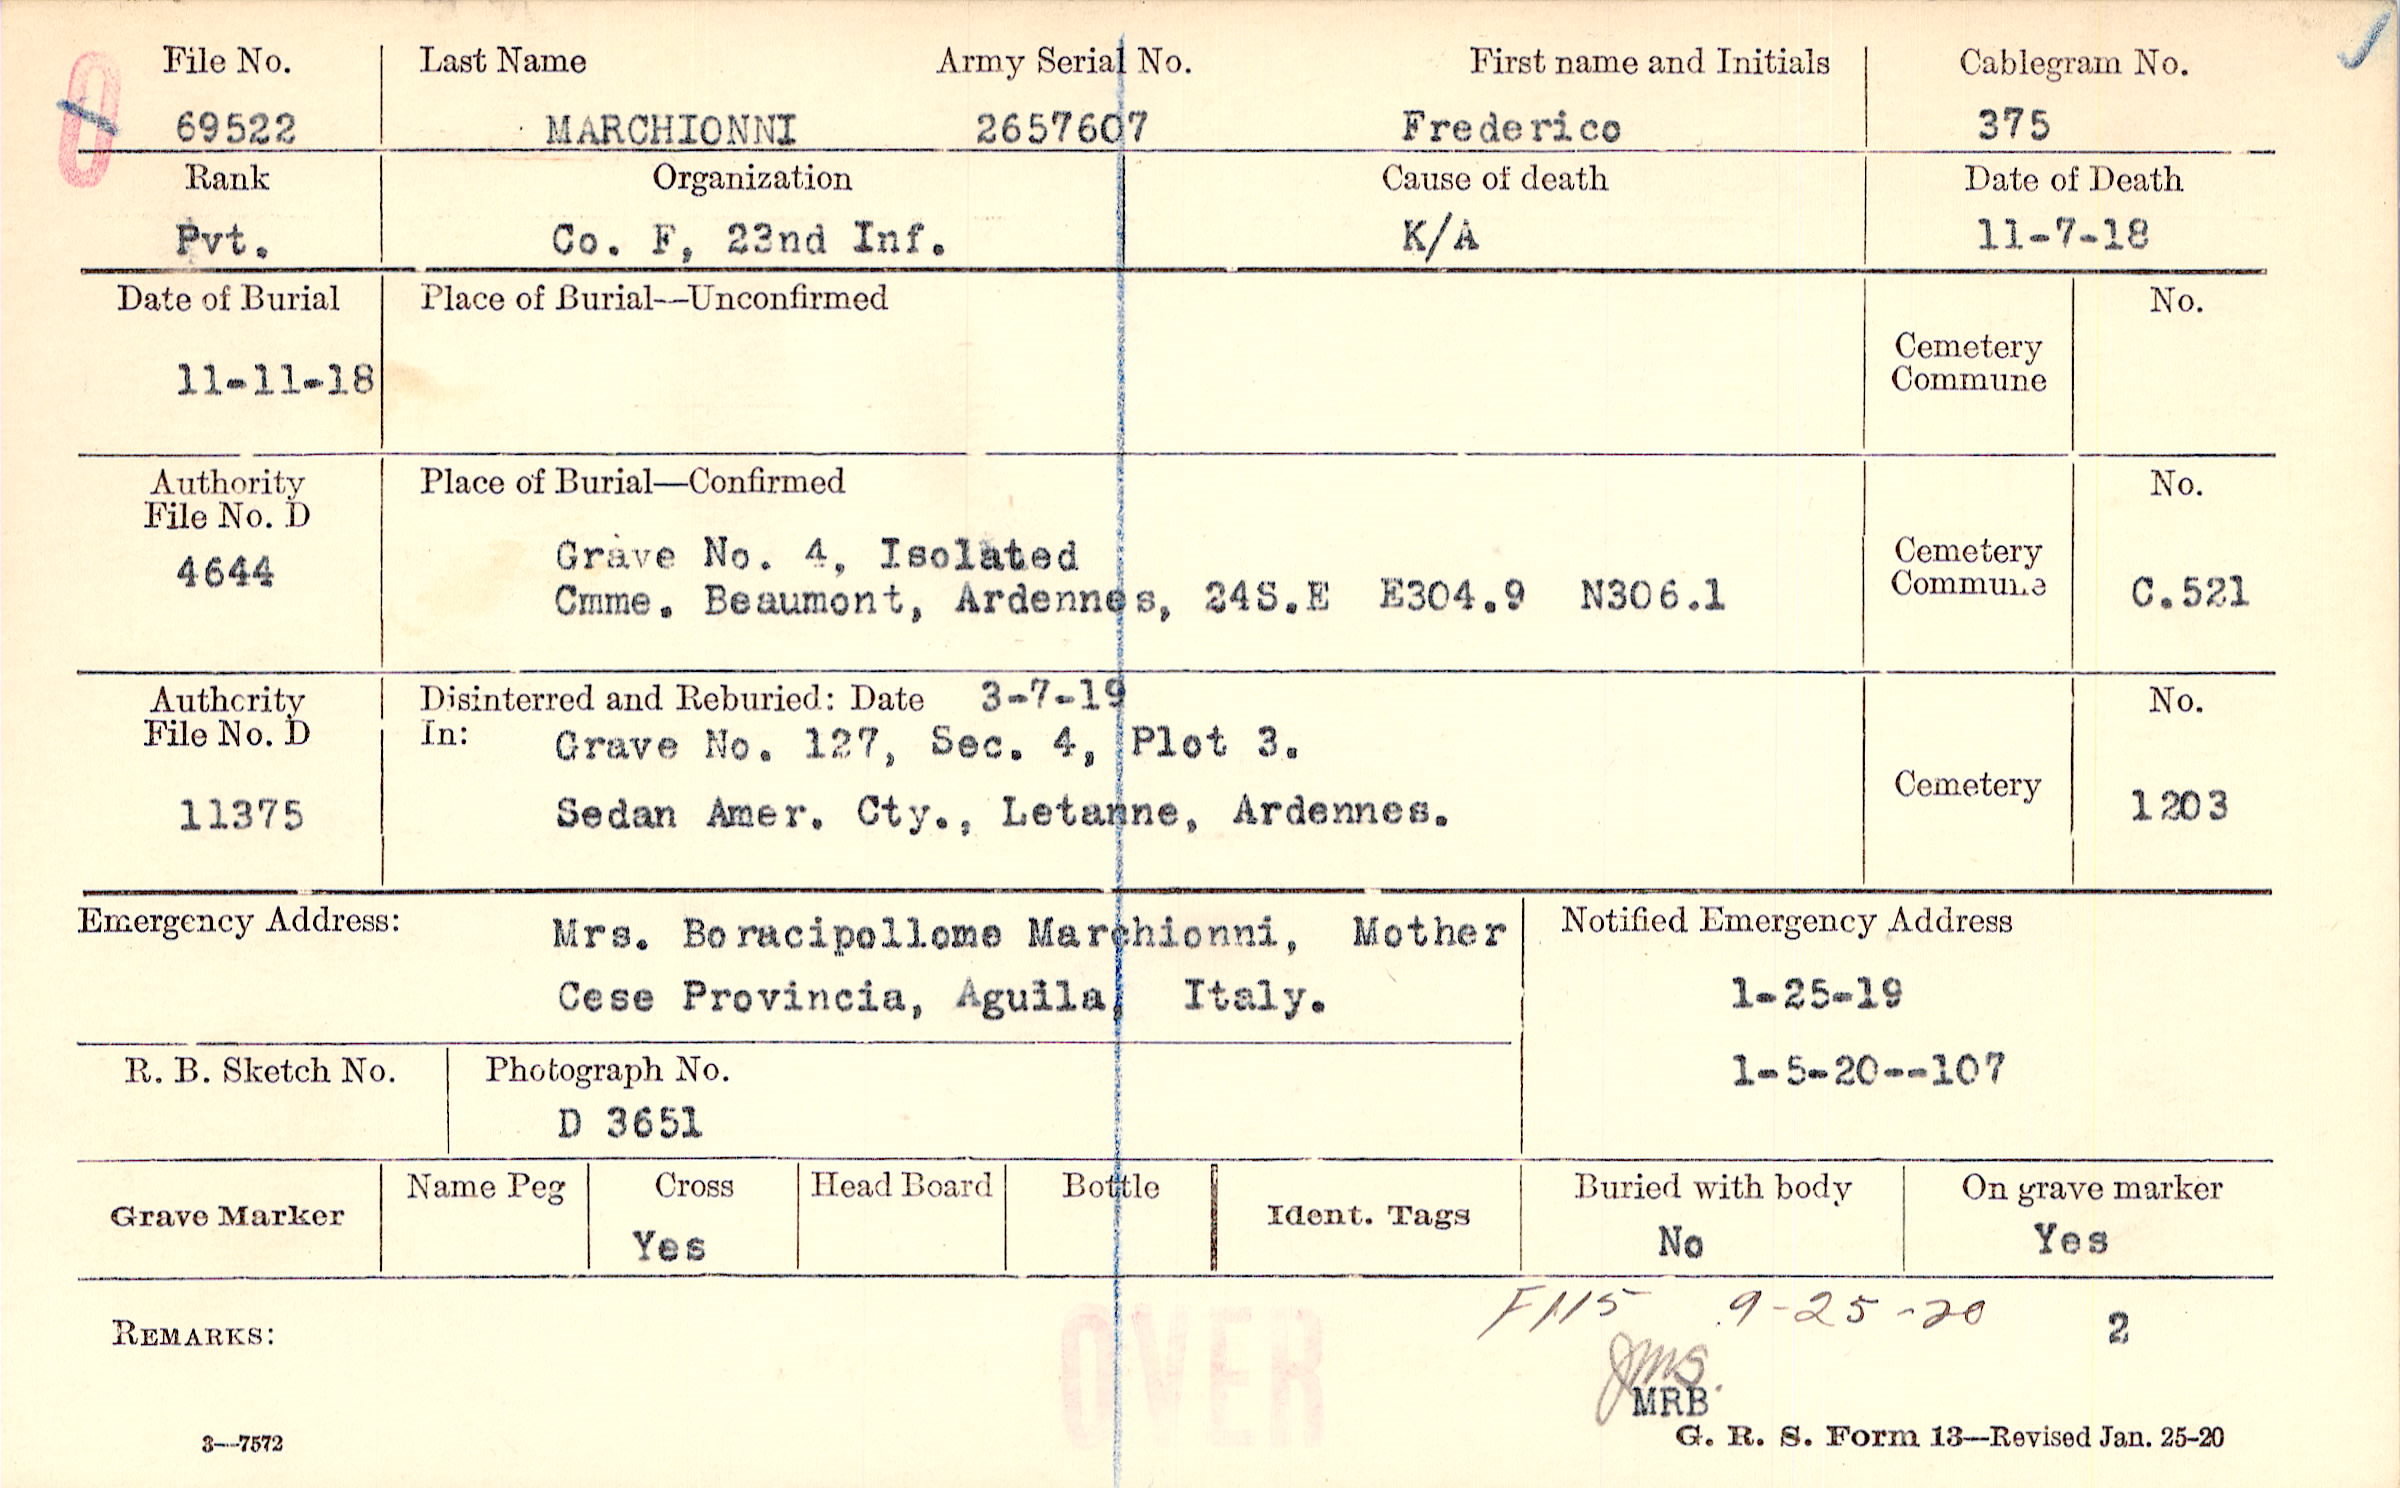 File No. Last Name Army Serial No. First name and Initials Cablegram No.
69522 MARCHIONNI 2657607 Frederico 375
Rank Organization Cause of death Date of Death
Pvt. Co. F, 23nd Inf. K/A 11-7-18
Date of Burial Place of Burial—Unconfirmed No.
Cemetery
Commune
11-11-18
Authority Place of Burial—Confirmed No.
File No. D
4644 Grave No. 4, Isolated Cemetery
Cmme. Beaumont, Ardennes, 24S.E E304.9 N306.1 Commune C.521
Authority Disinterred and Reburied: Date 3-7-19 No.
File No. D In: Grave No. 127, Sec. 4, Plot 3.
Cemetery
11375 Sedan Amer. Cty., Letanne, Ardennes. 1203
Emergency Address: Mrs. Boracipollome Marchionni, Mother Notified Emergency Address
Cese Provincia, Aguila, Italy. 1-25-19
R. B. Sketch No. Photograph No. 1-5-20--107
D 3651
Grave Marker Name Peg Cross Head Board Bottle Ident. Tags Buried with body On grave marker
Yes No Yes
F115 9-25-20 2
REMARKS:
OVER
JMS.
MRB
3—7572 G. R. S. Form 13—Revised Jan. 25-20